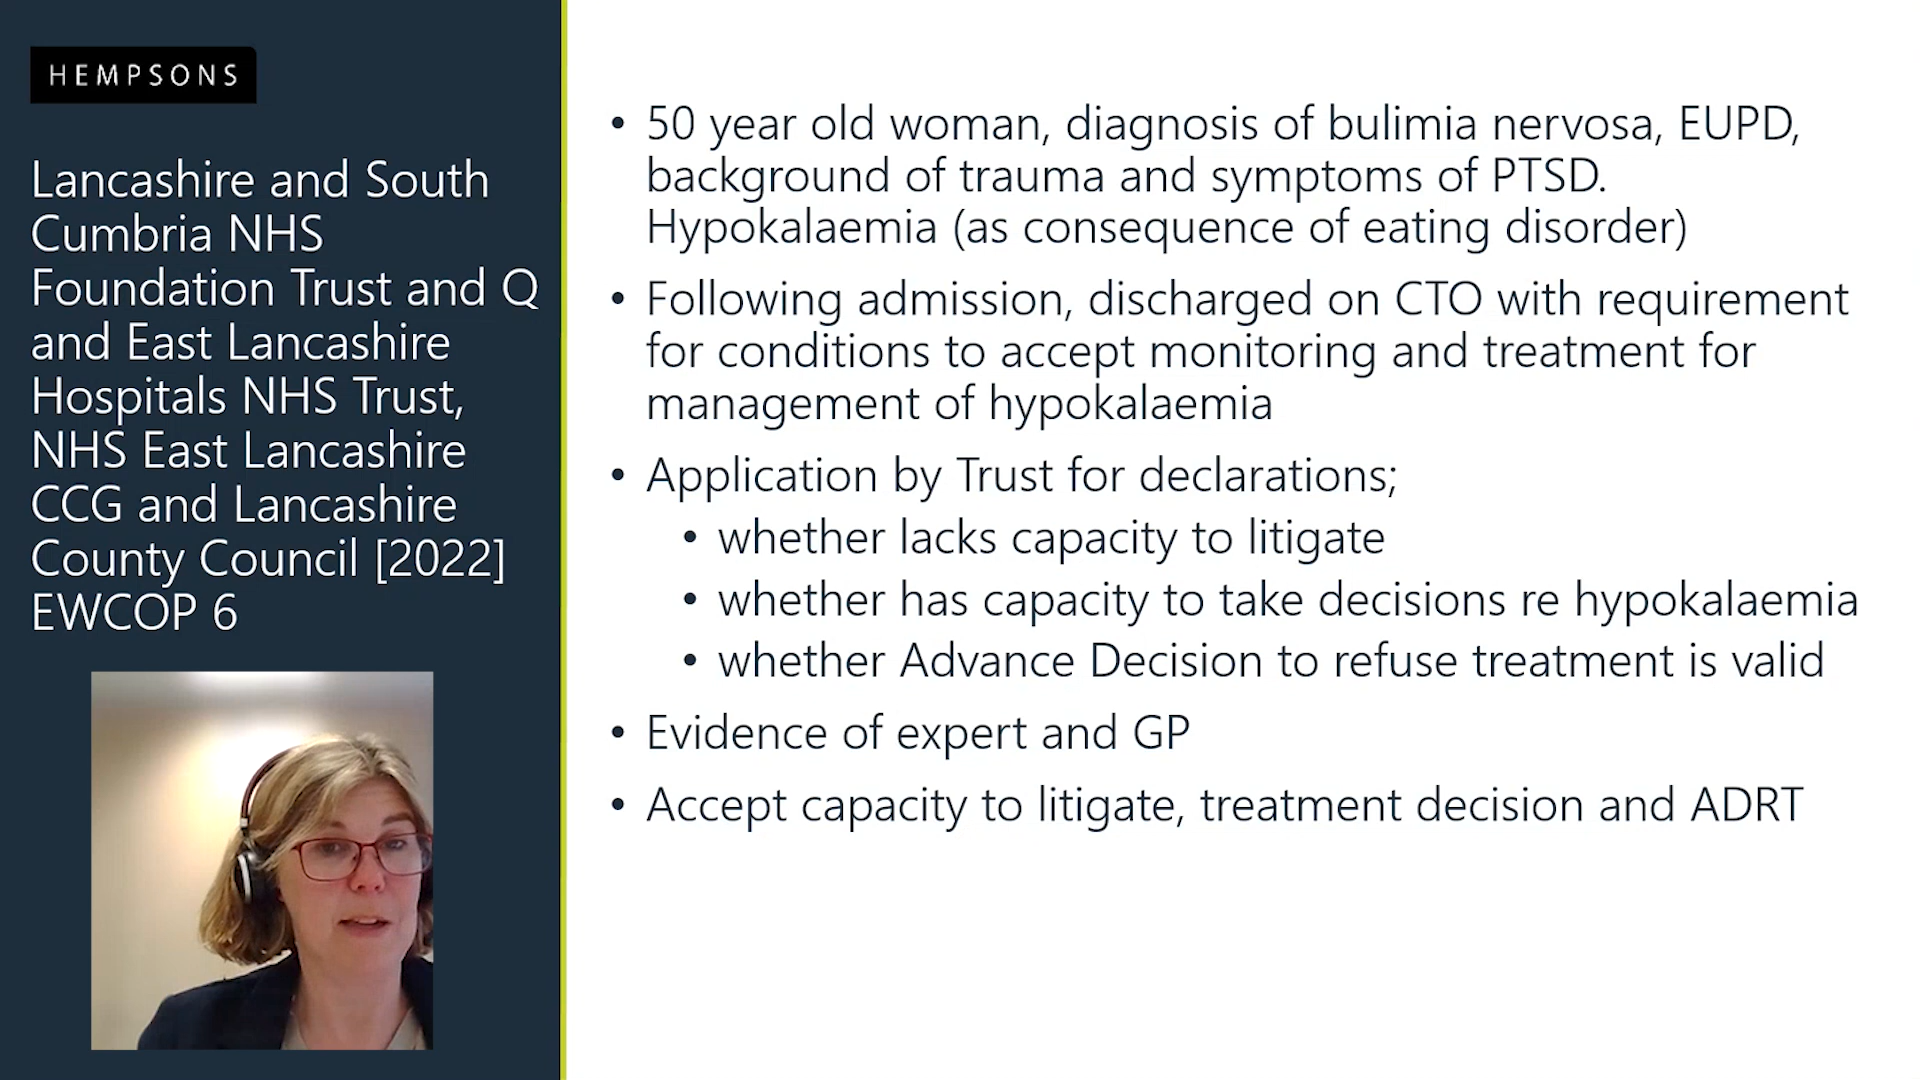 HEMPSONS
Lancashire and South
Cumbria NHS
Foundation Trust and Q
and East Lancashire
Hospitals NHS Trust,
NHS East Lancashire
CCG and Lancashire
County Council [2022]
EWCOP 6
• 50 year old woman, diagnosis of bulimia nervosa, EUPD,
background of trauma and symptoms of PTSD.
Hypokalaemia (as consequence of eating disorder)
• Following admission, discharged on CTO with requirement
for conditions to accept monitoring and treatment for
management of hypokalaemia
• Application by Trust for declarations;
• whether lacks capacity to litigate
• whether has capacity to take decisions re hypokalaemia
• whether Advance Decision to refuse treatment is valid
• Evidence of expert and GP
• Accept capacity to litigate, treatment decision and ADRT